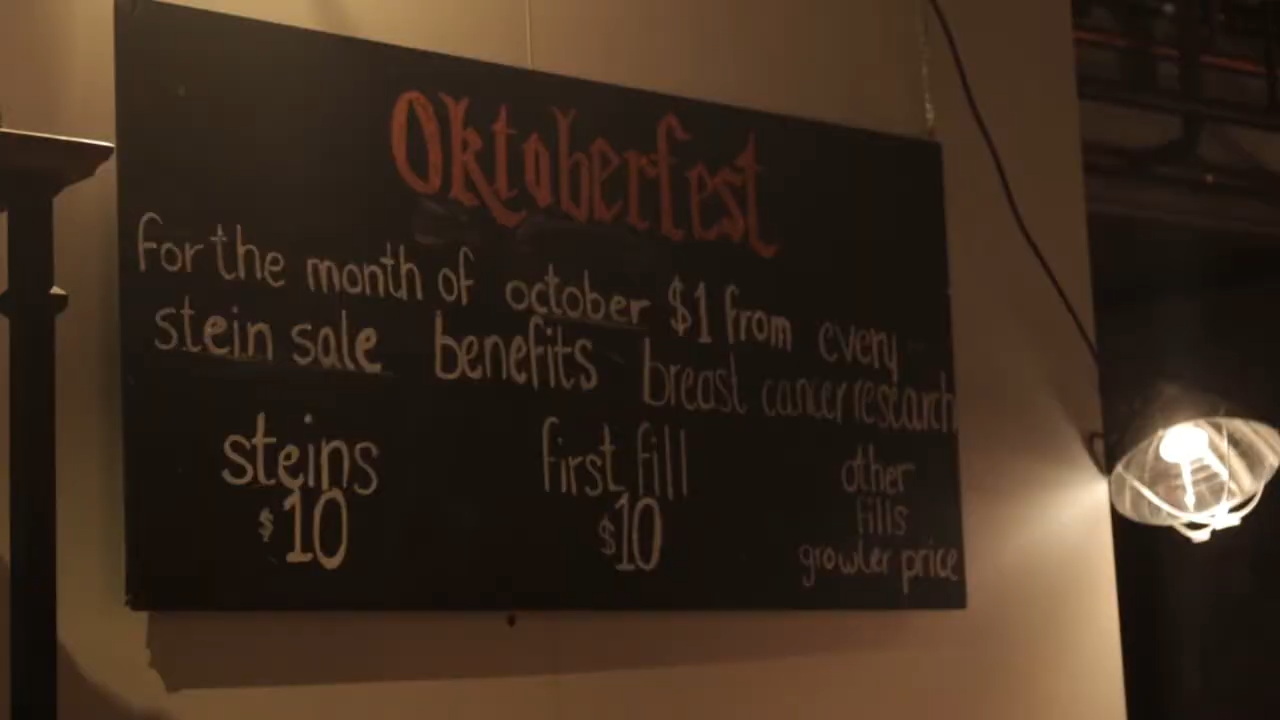 Oktoberfest
for the month of october $1 from every
stein sale benefits breast cancer research
steins
$10
first fill
$10
other
fills
growler price